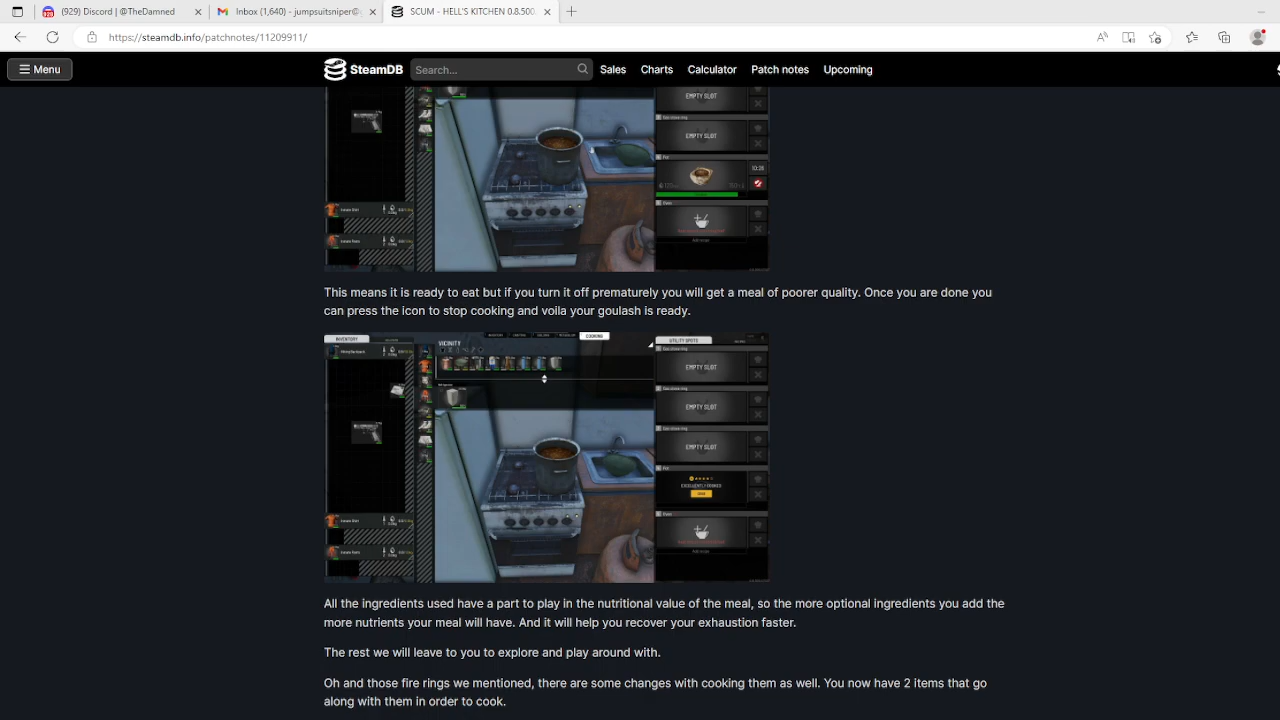 (929) Discord | @TheDamned
Inbox (1,640) - jumpsuitsniper@
SCUM - HELL'S KITCHEN 0.8.500
https://steamdb.info/patchnotes/11209911/
Menu
SteamDB
Search...
Sales
Charts
Calculator
Patch notes
Upcoming
EMPTY SLOT
EMPTY SLOT
Pot
10:26
This means it is ready to eat but if you turn it off prematurely you will get a meal of poorer quality. Once you are done you
can press the icon to stop cooking and voila your goulash is ready.
INVENTORY
VICINITY
COOKING
UTILITY SPOTS
EMPTY SLOT
EMPTY SLOT
EMPTY SLOT
Pot
All the ingredients used have a part to play in the nutritional value of the meal, so the more optional ingredients you add the
more nutrients your meal will have. And it will help you recover your exhaustion faster.
The rest we will leave to you to explore and play around with.
Oh and those fire rings we mentioned, there are some changes with cooking them as well. You now have 2 items that go
along with them in order to cook.